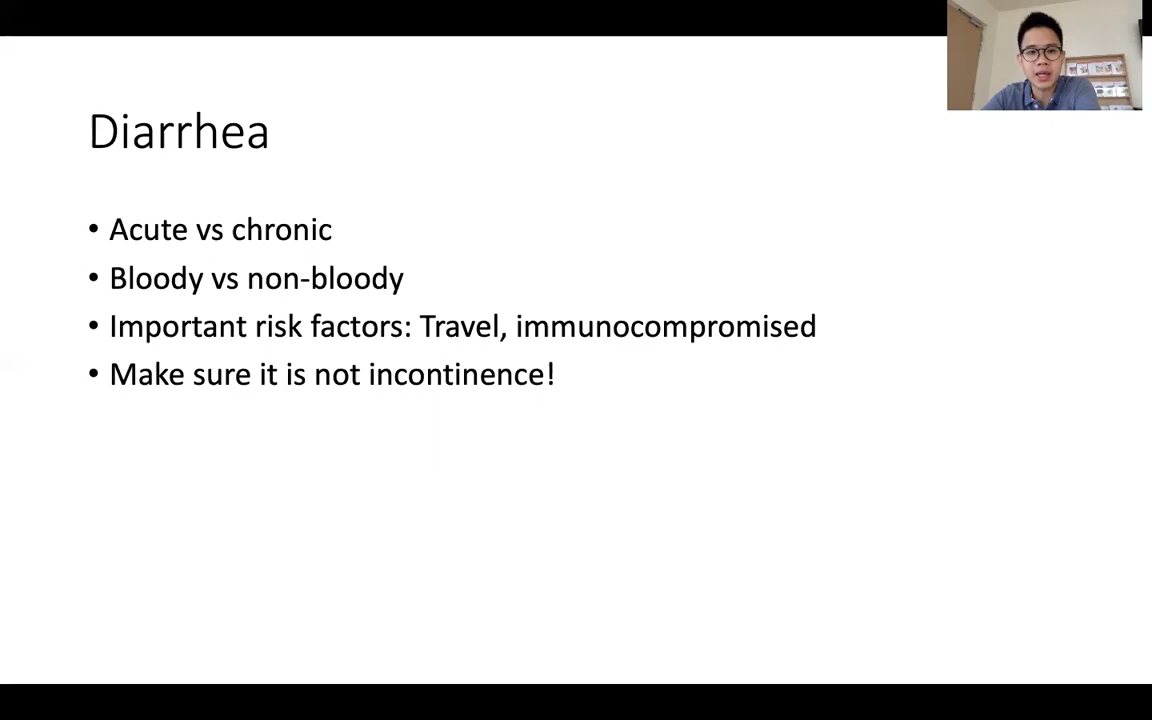 Diarrhea
• Acute vs chronic
• Bloody vs non-bloody
• Important risk factors: Travel, immunocompromised
• Make sure it is not incontinence!